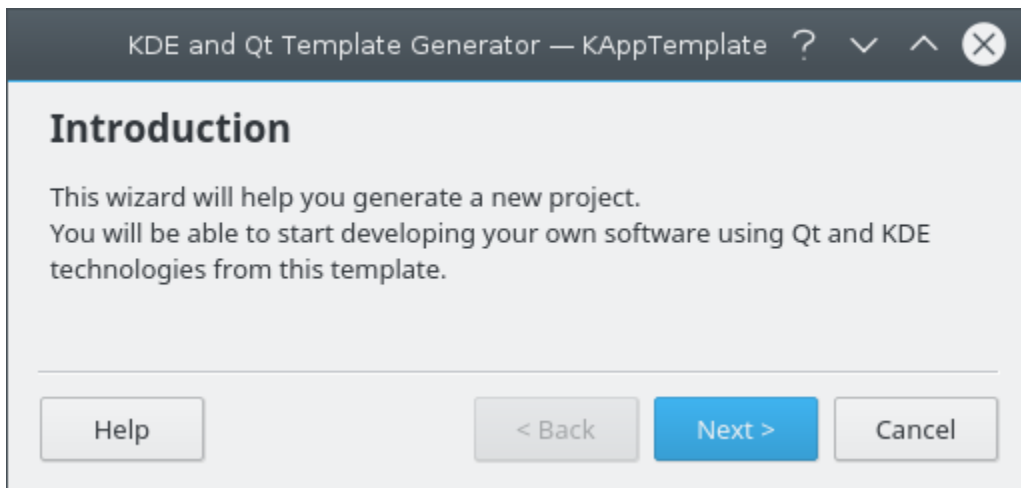 KDE and Qt Template Generator — KAppTemplate ?
Introduction
This wizard will help you generate a new project.
You will be able to start developing your own software using Qt and KDE
technologies from this template.
Help
< Back
Next >
Cancel